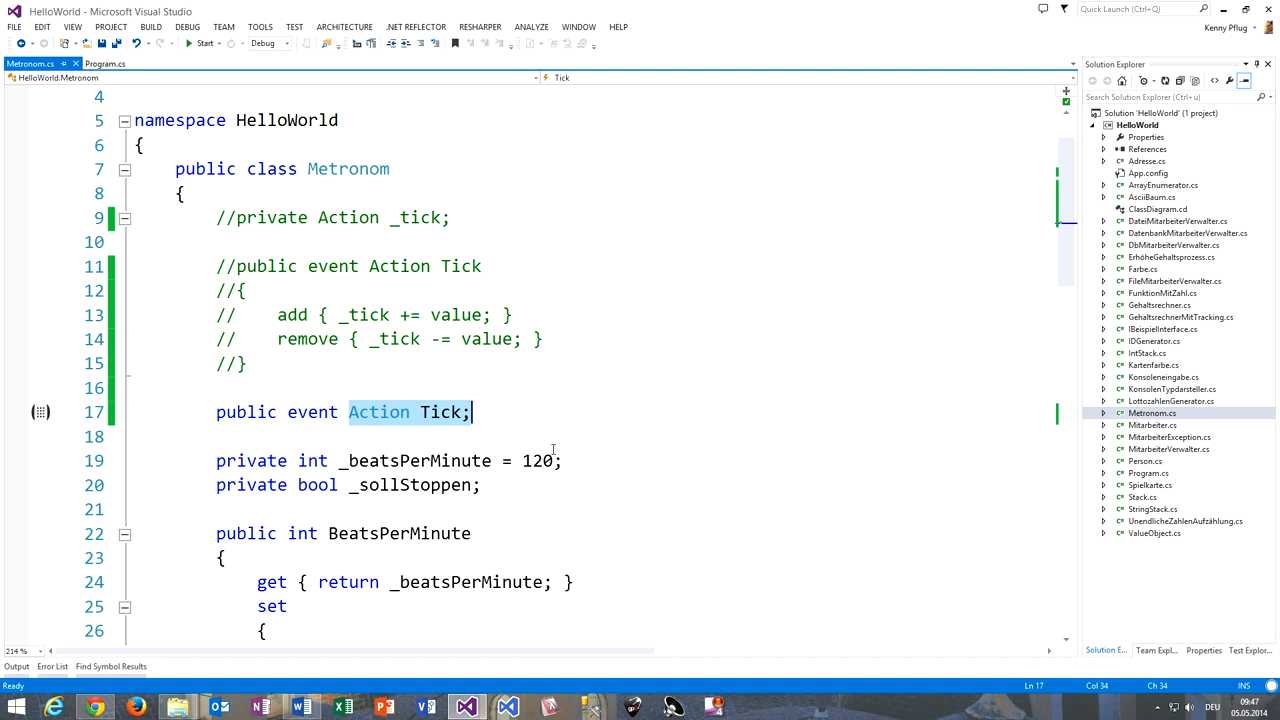 HelloWorld - Microsoft Visual Studio
Quick Launch (Ctrl+Q)
FILE EDIT VIEW PROJECT BUILD DEBUG TEAM TOOLS TEST ARCHITECTURE .NET REFLECTOR RESHARPER ANALYZE WINDOW HELP
Kenny Pflug
Start Debug
Metronom.cs Program.cs
HelloWorld.Metronom Tick
4
5 namespace HelloWorld
6 {
7 public class Metronom
8 {
9 //private Action _tick;
10
11 //public event Action Tick
12 //{
13 // add { _tick += value; }
14 // remove { _tick -= value; }
15 //}
16
17 public event Action Tick;
18
19 private int _beatsPerMinute = 120;
20 private bool _sollStoppen;
21
22 public int BeatsPerMinute
23 {
24 get { return _beatsPerMinute; }
25 set
26 {
214 %
Solution Explorer
Search Solution Explorer (Ctrl+ü)
Solution 'HelloWorld' (1 project)
HelloWorld
Properties
References
Adresse.cs
App.config
ArrayEnumerator.cs
AsciiBaum.cs
ClassDiagram.cd
DateiMitarbeiterVerwalter.cs
DatenbankMitarbeiterVerwalter.cs
DbMitarbeiterVerwalter.cs
ErhöheGehaltsprozess.cs
Farbe.cs
FileMitarbeiterVerwalter.cs
FunktionMitZahl.cs
Gehaltsrechner.cs
GehaltsrechnerMitTracking.cs
IBeispielInterface.cs
IDGenerator.cs
IntStack.cs
Kartenfarbe.cs
Konsoleneingabe.cs
KonsolenTypdarsteller.cs
LottozahlenGenerator.cs
Metronom.cs
Mitarbeiter.cs
MitarbeiterException.cs
MitarbeiterVerwalter.cs
Person.cs
Program.cs
Spielkarte.cs
Stack.cs
StringStack.cs
UnendlicheZahlenAufzählung.cs
ValueObject.cs
Solution E... Team Expl... Properties Test Explor...
Output Error List Find Symbol Results
Ready Ln 17 Col 34 Ch 34 INS
DEU 09:47
05.05.2014